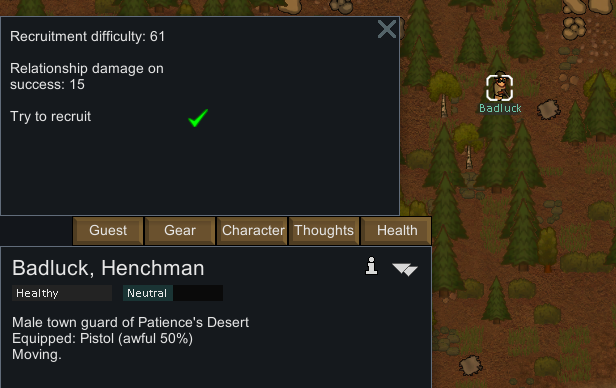 Recruitment difficulty: 61
Relationship damage on
success: 15
Try to recruit
Badluck
Guest
Gear
Character
Thoughts
Health
Badluck, Henchman
Healthy
Neutral
Male town guard of Patience's Desert
Equipped: Pistol (awful 50%)
Moving.